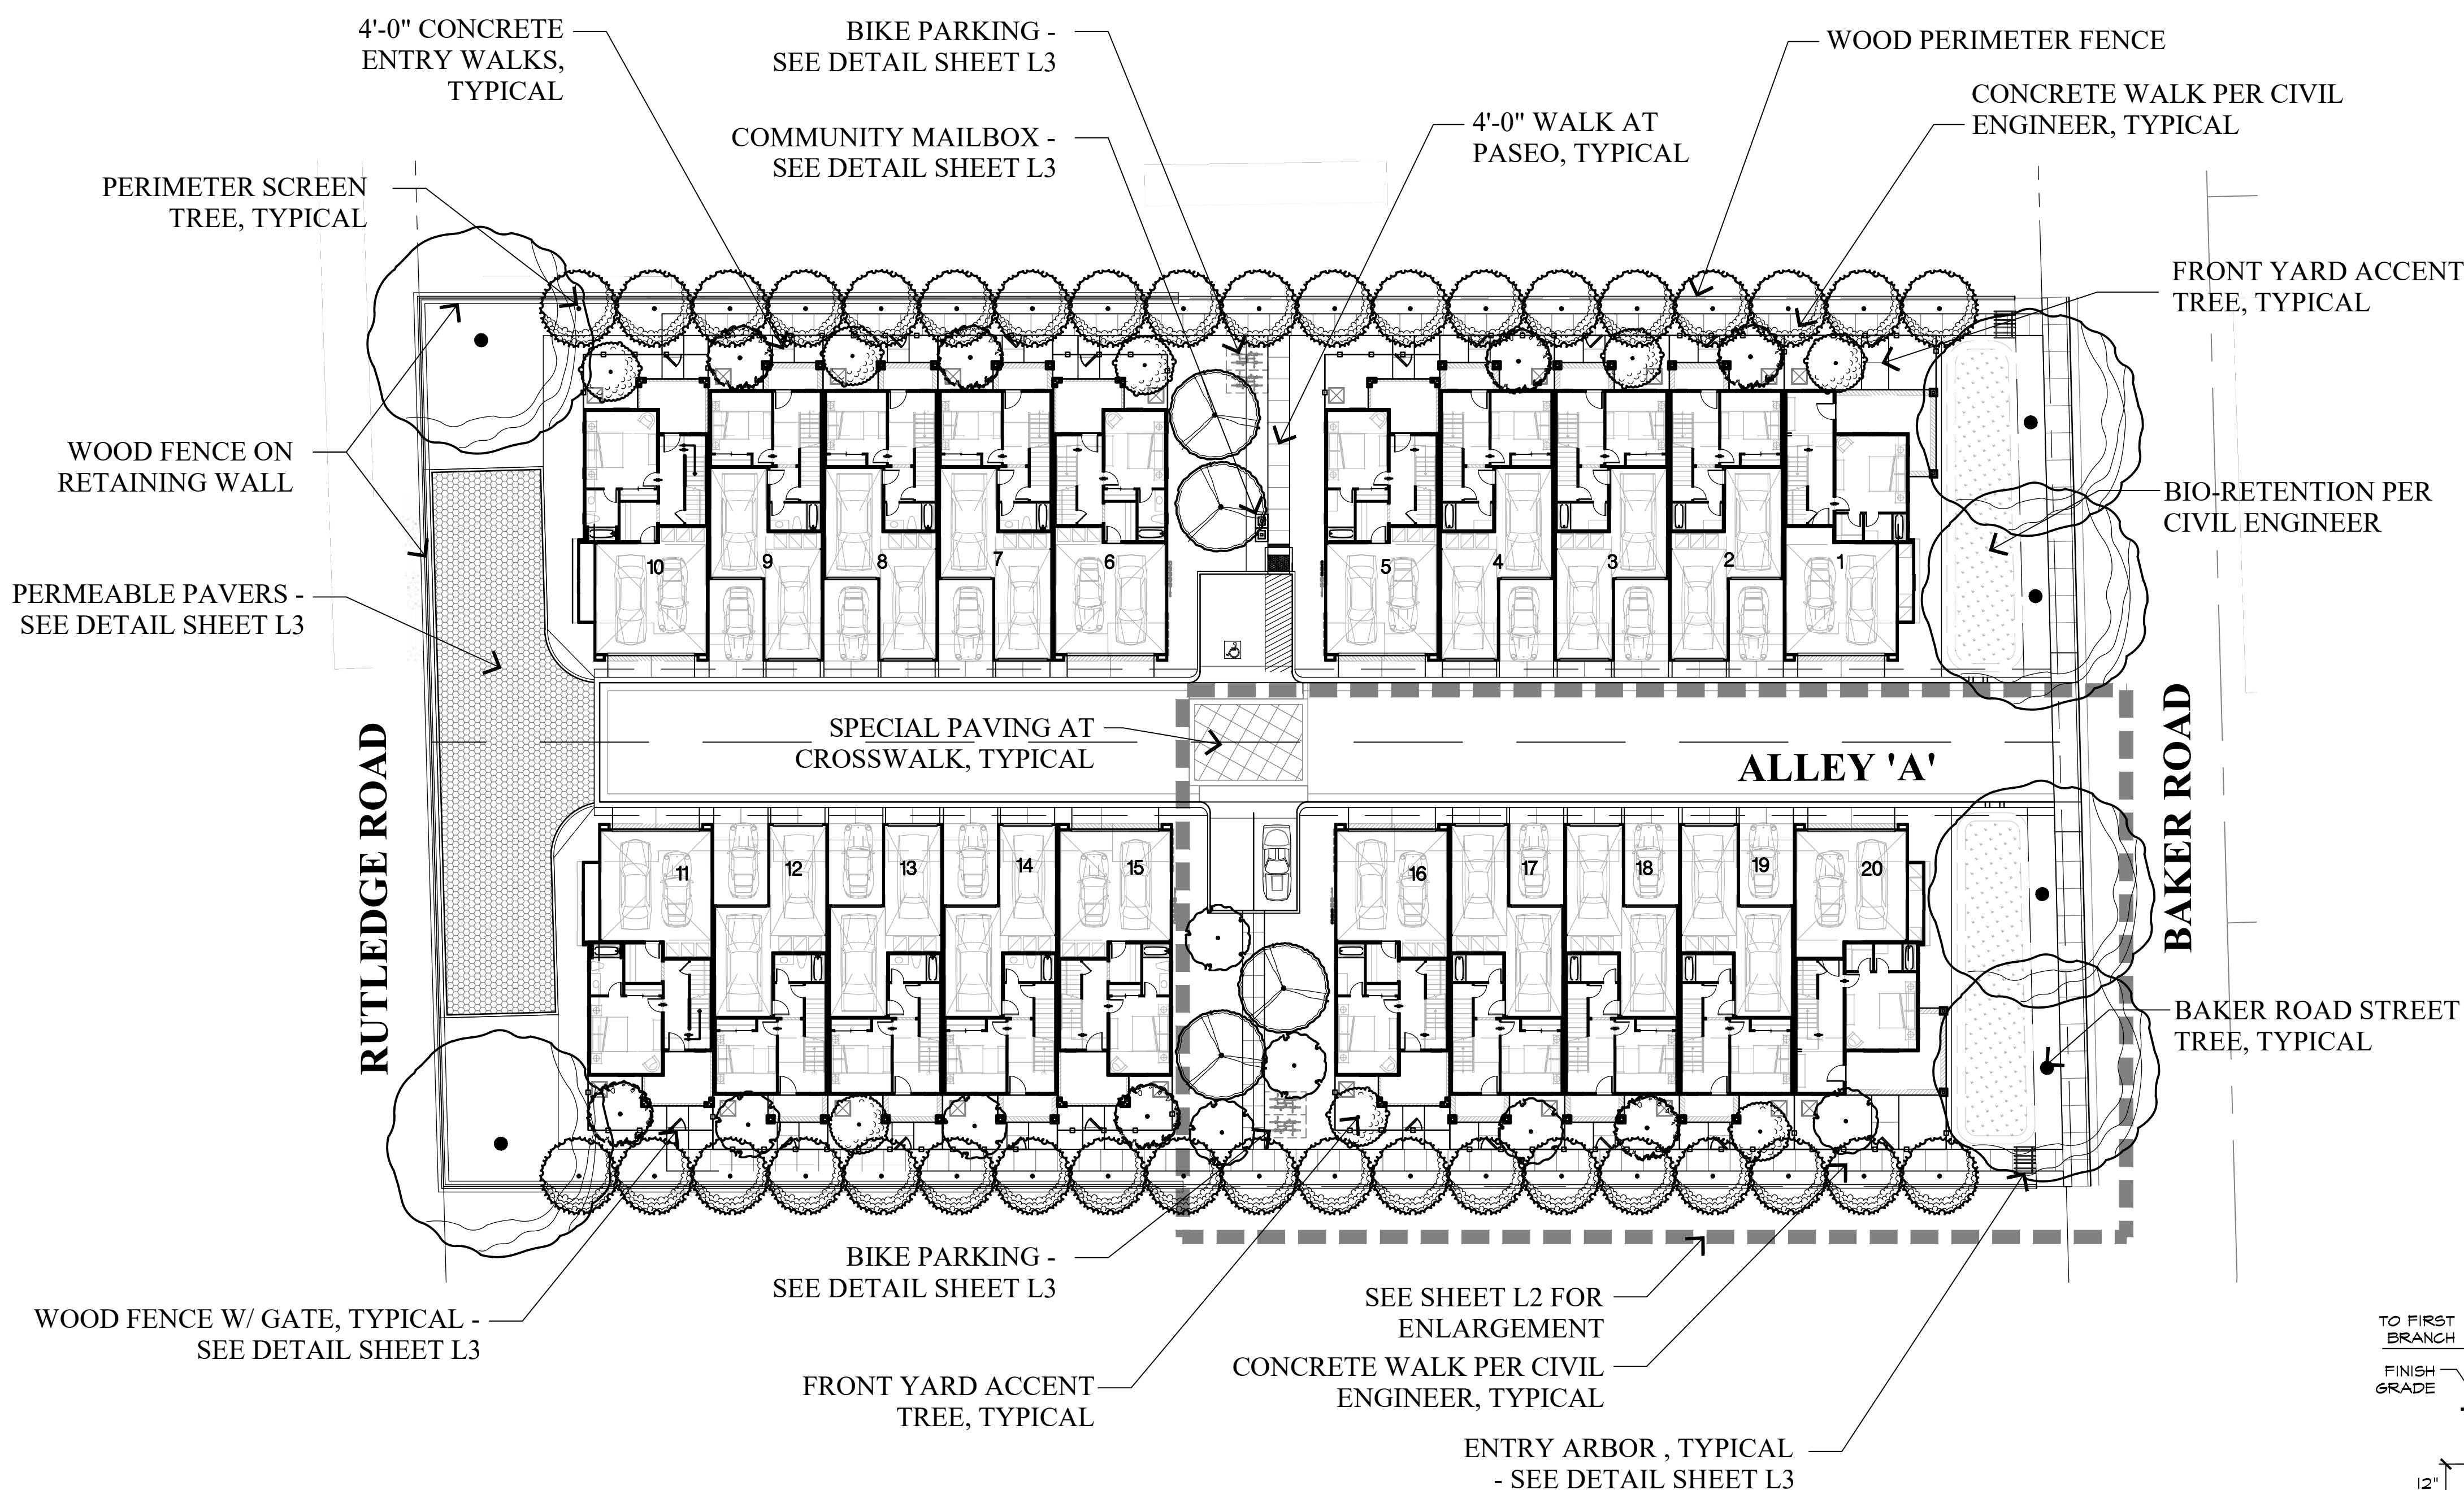 4'-0" CONCRETE
ENTRY WALKS,
TYPICAL
BIKE PARKING -
SEE DETAIL SHEET L3
COMMUNITY MAILBOX -
SEE DETAIL SHEET L3
4'-0" WALK AT
PASEO, TYPICAL
WOOD PERIMETER FENCE
CONCRETE WALK PER CIVIL
ENGINEER, TYPICAL
PERIMETER SCREEN
TREE, TYPICAL
FRONT YARD ACCENT
TREE, TYPICAL
WOOD FENCE ON
RETAINING WALL
BIO-RETENTION PER
CIVIL ENGINEER
PERMEABLE PAVERS -
SEE DETAIL SHEET L3
10
9
8
7
6
5
4
3
2
1
SPECIAL PAVING AT
CROSSWALK, TYPICAL
ALLEY 'A'
RUTLEDGE ROAD
BAKER ROAD
11
12
13
14
15
16
17
18
19
20
BAKER ROAD STREET
TREE, TYPICAL
BIKE PARKING -
SEE DETAIL SHEET L3
WOOD FENCE W/ GATE, TYPICAL -
SEE DETAIL SHEET L3
SEE SHEET L2 FOR
ENLARGEMENT
CONCRETE WALK PER CIVIL
ENGINEER, TYPICAL
FRONT YARD ACCENT
TREE, TYPICAL
ENTRY ARBOR , TYPICAL
- SEE DETAIL SHEET L3
TO FIRST
BRANCH
FINISH
GRADE
12"